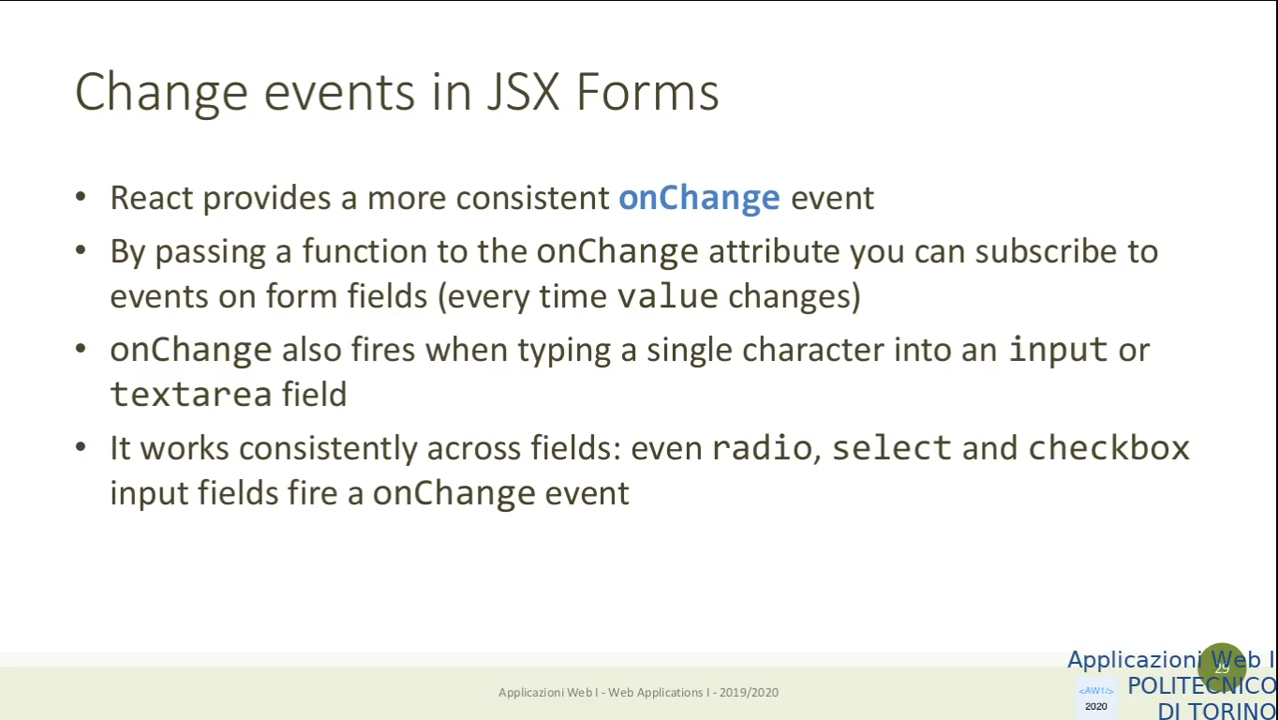 Change events in JSX Forms
• React provides a more consistent onChange event
• By passing a function to the onChange attribute you can subscribe to
events on form fields (every time value changes)
• onChange also fires when typing a single character into an input or
textarea field
• It works consistently across fields: even radio, select and checkbox
input fields fire a onChange event
Applicazioni Web I - Web Applications I - 2019/2020
29
Applicazioni Web I
POLITECNICO
DI TORINO
<AW1/>
2020